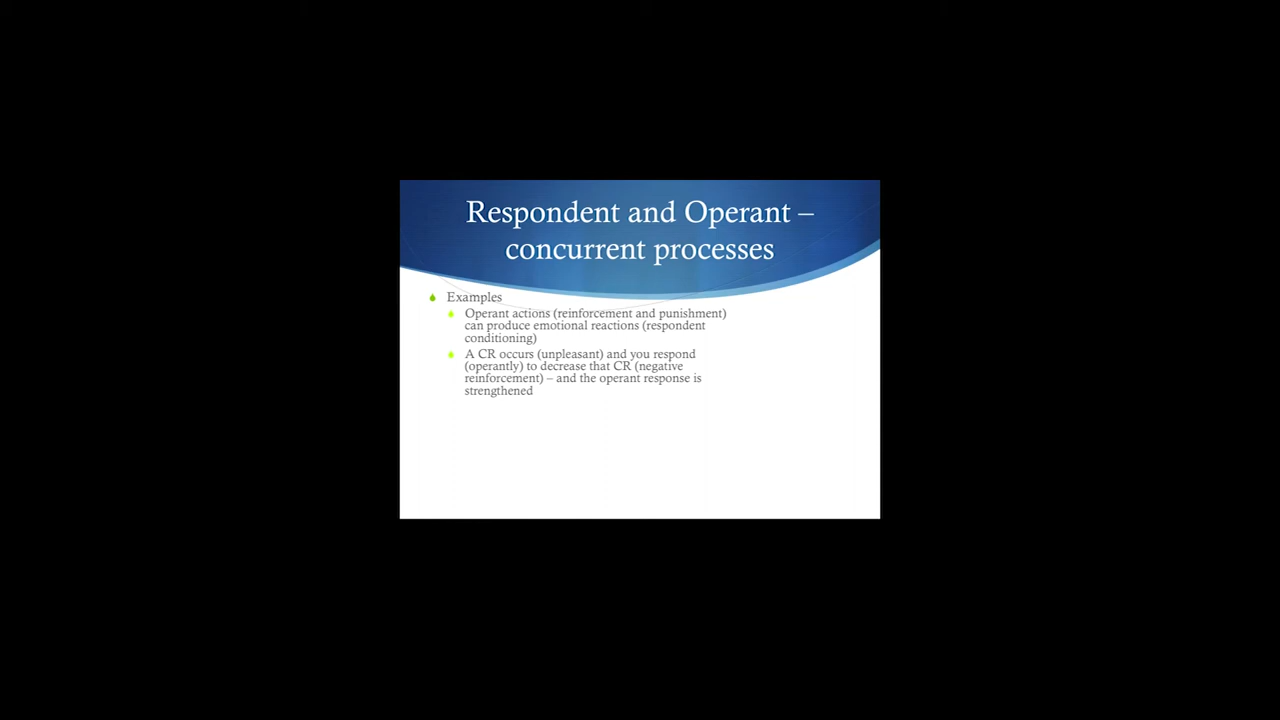 Respondent and Operant –
concurrent processes
Examples
Operant actions (reinforcement and punishment)
can produce emotional reactions (respondent
conditioning)
A CR occurs (unpleasant) and you respond
(operantly) to decrease that CR (negative
reinforcement) – and the operant response is
strengthened